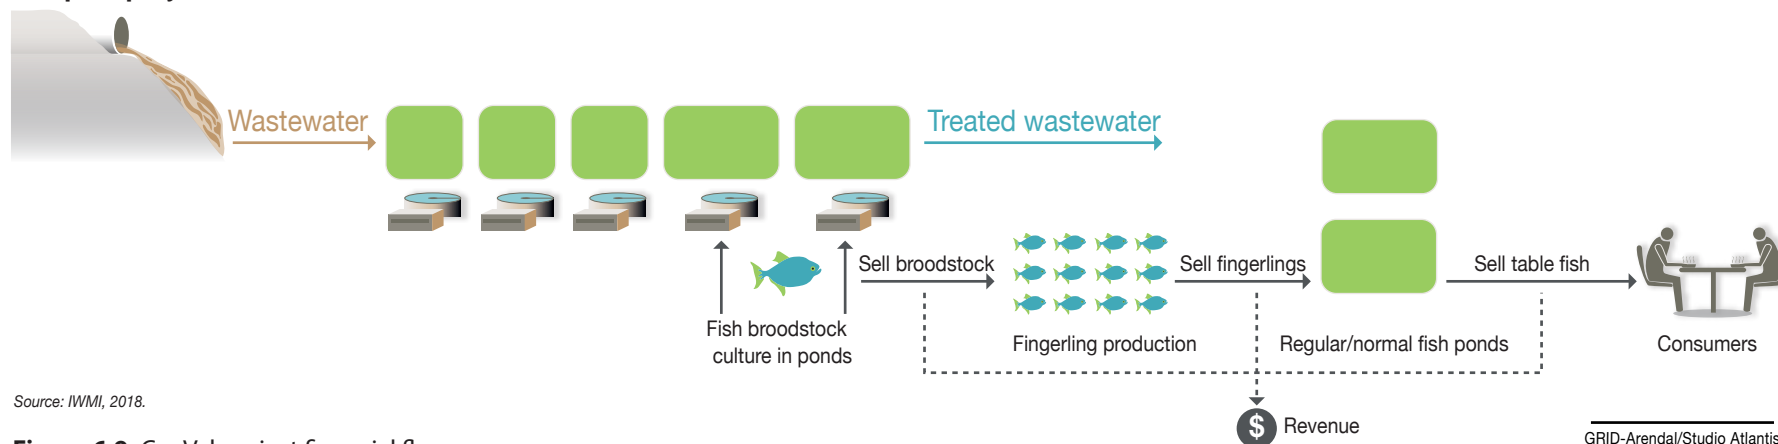 Wastewater
Treated wastewater
Sell broodstock
Sell fingerlings
Sell table fish
Fish broodstock
culture in ponds
Fingerling production
Regular/normal fish ponds
Consumers
$
Revenue
Source: IWMI, 2018.
GRID-Arendal/Studio Atlantis